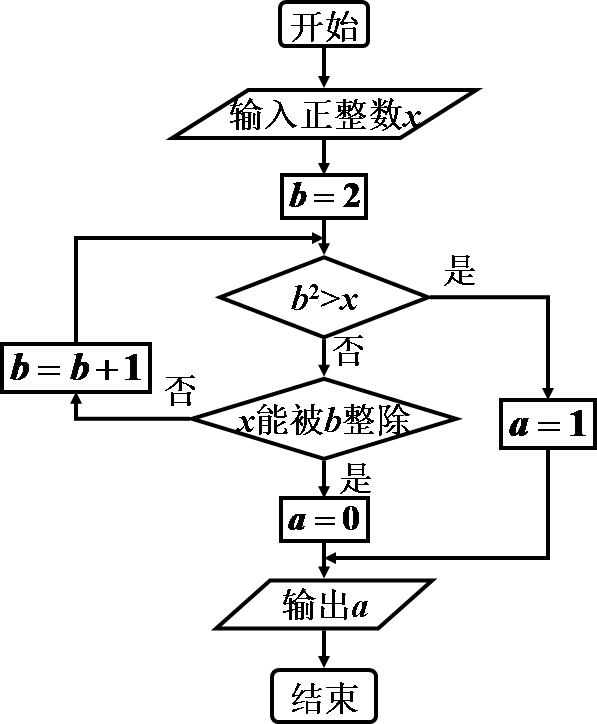 开始
输入正整数x
b = 2
b²>x
是
否
b = b + 1
否
x能被b整除
a = 1
是
a = 0
输出a
结束